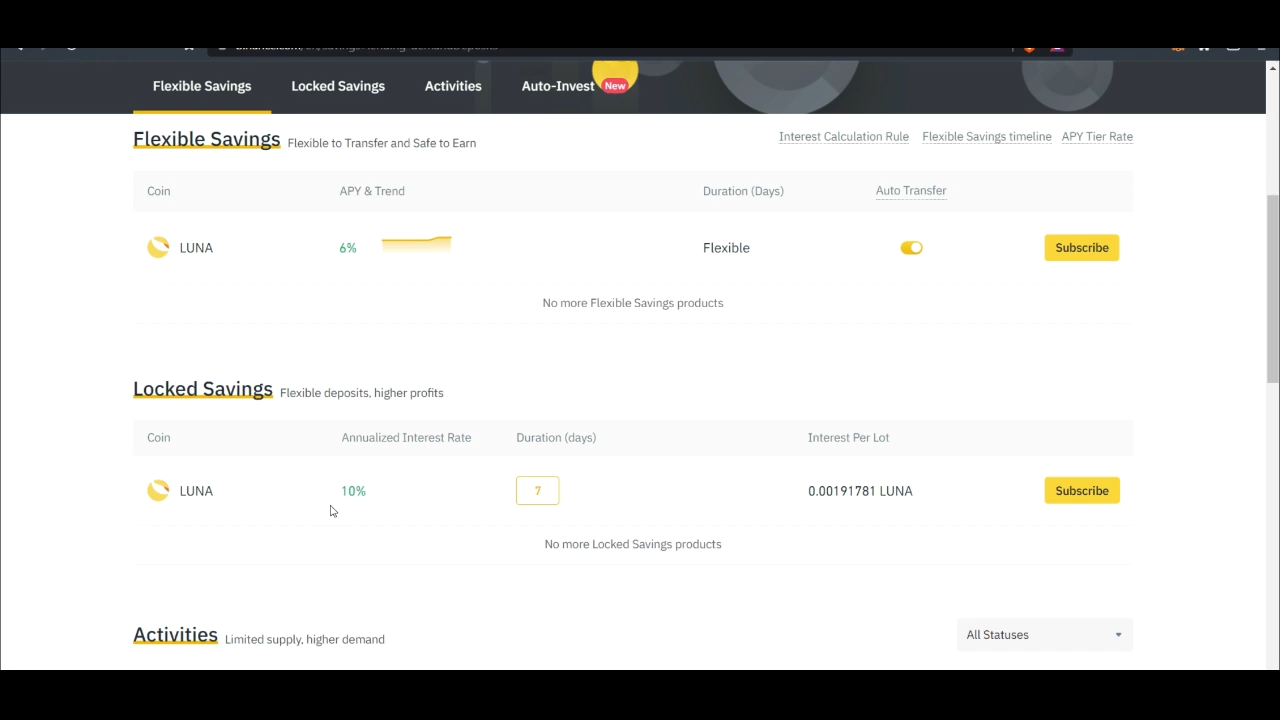 Flexible Savings Locked Savings Activities Auto-Invest New
Flexible Savings Flexible to Transfer and Safe to Earn Interest Calculation Rule Flexible Savings timeline APY Tier Rate
Coin APY & Trend Duration (Days) Auto Transfer
LUNA 6% Flexible Subscribe
No more Flexible Savings products
Locked Savings Flexible deposits, higher profits
Coin Annualized Interest Rate Duration (days) Interest Per Lot
LUNA 10% 7 0.00191781 LUNA Subscribe
No more Locked Savings products
Activities Limited supply, higher demand All Statuses